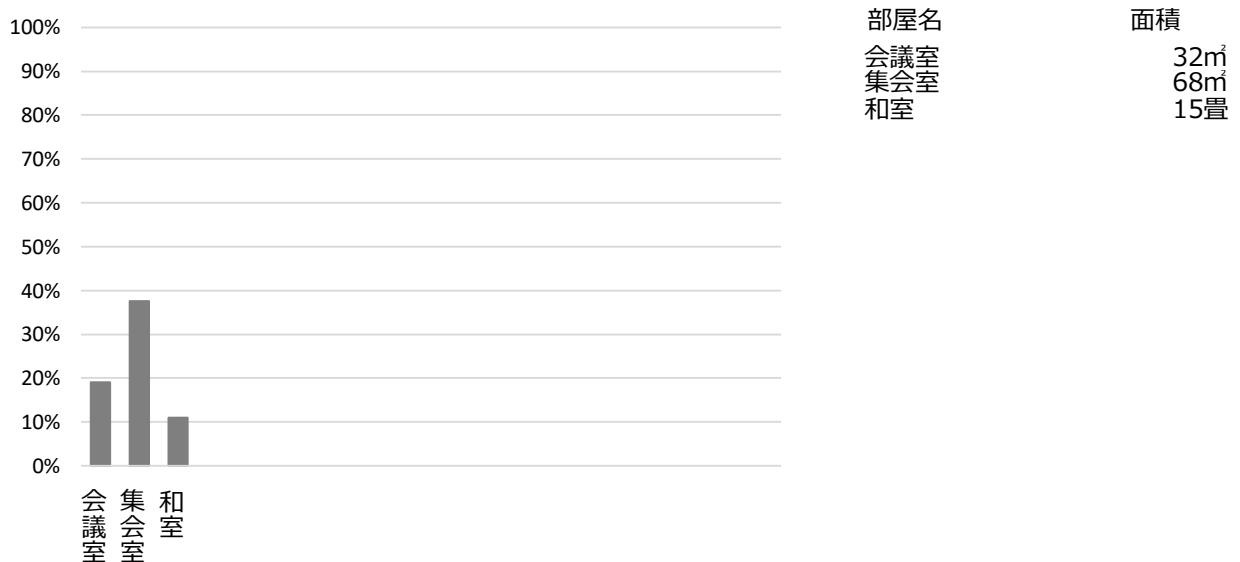 100%
90%
80%
70%
60%
50%
40%
30%
20%
10%
0%
会議室
集会室
和室
部屋名 面積
会議室 32㎡
集会室 68㎡
和室 15畳